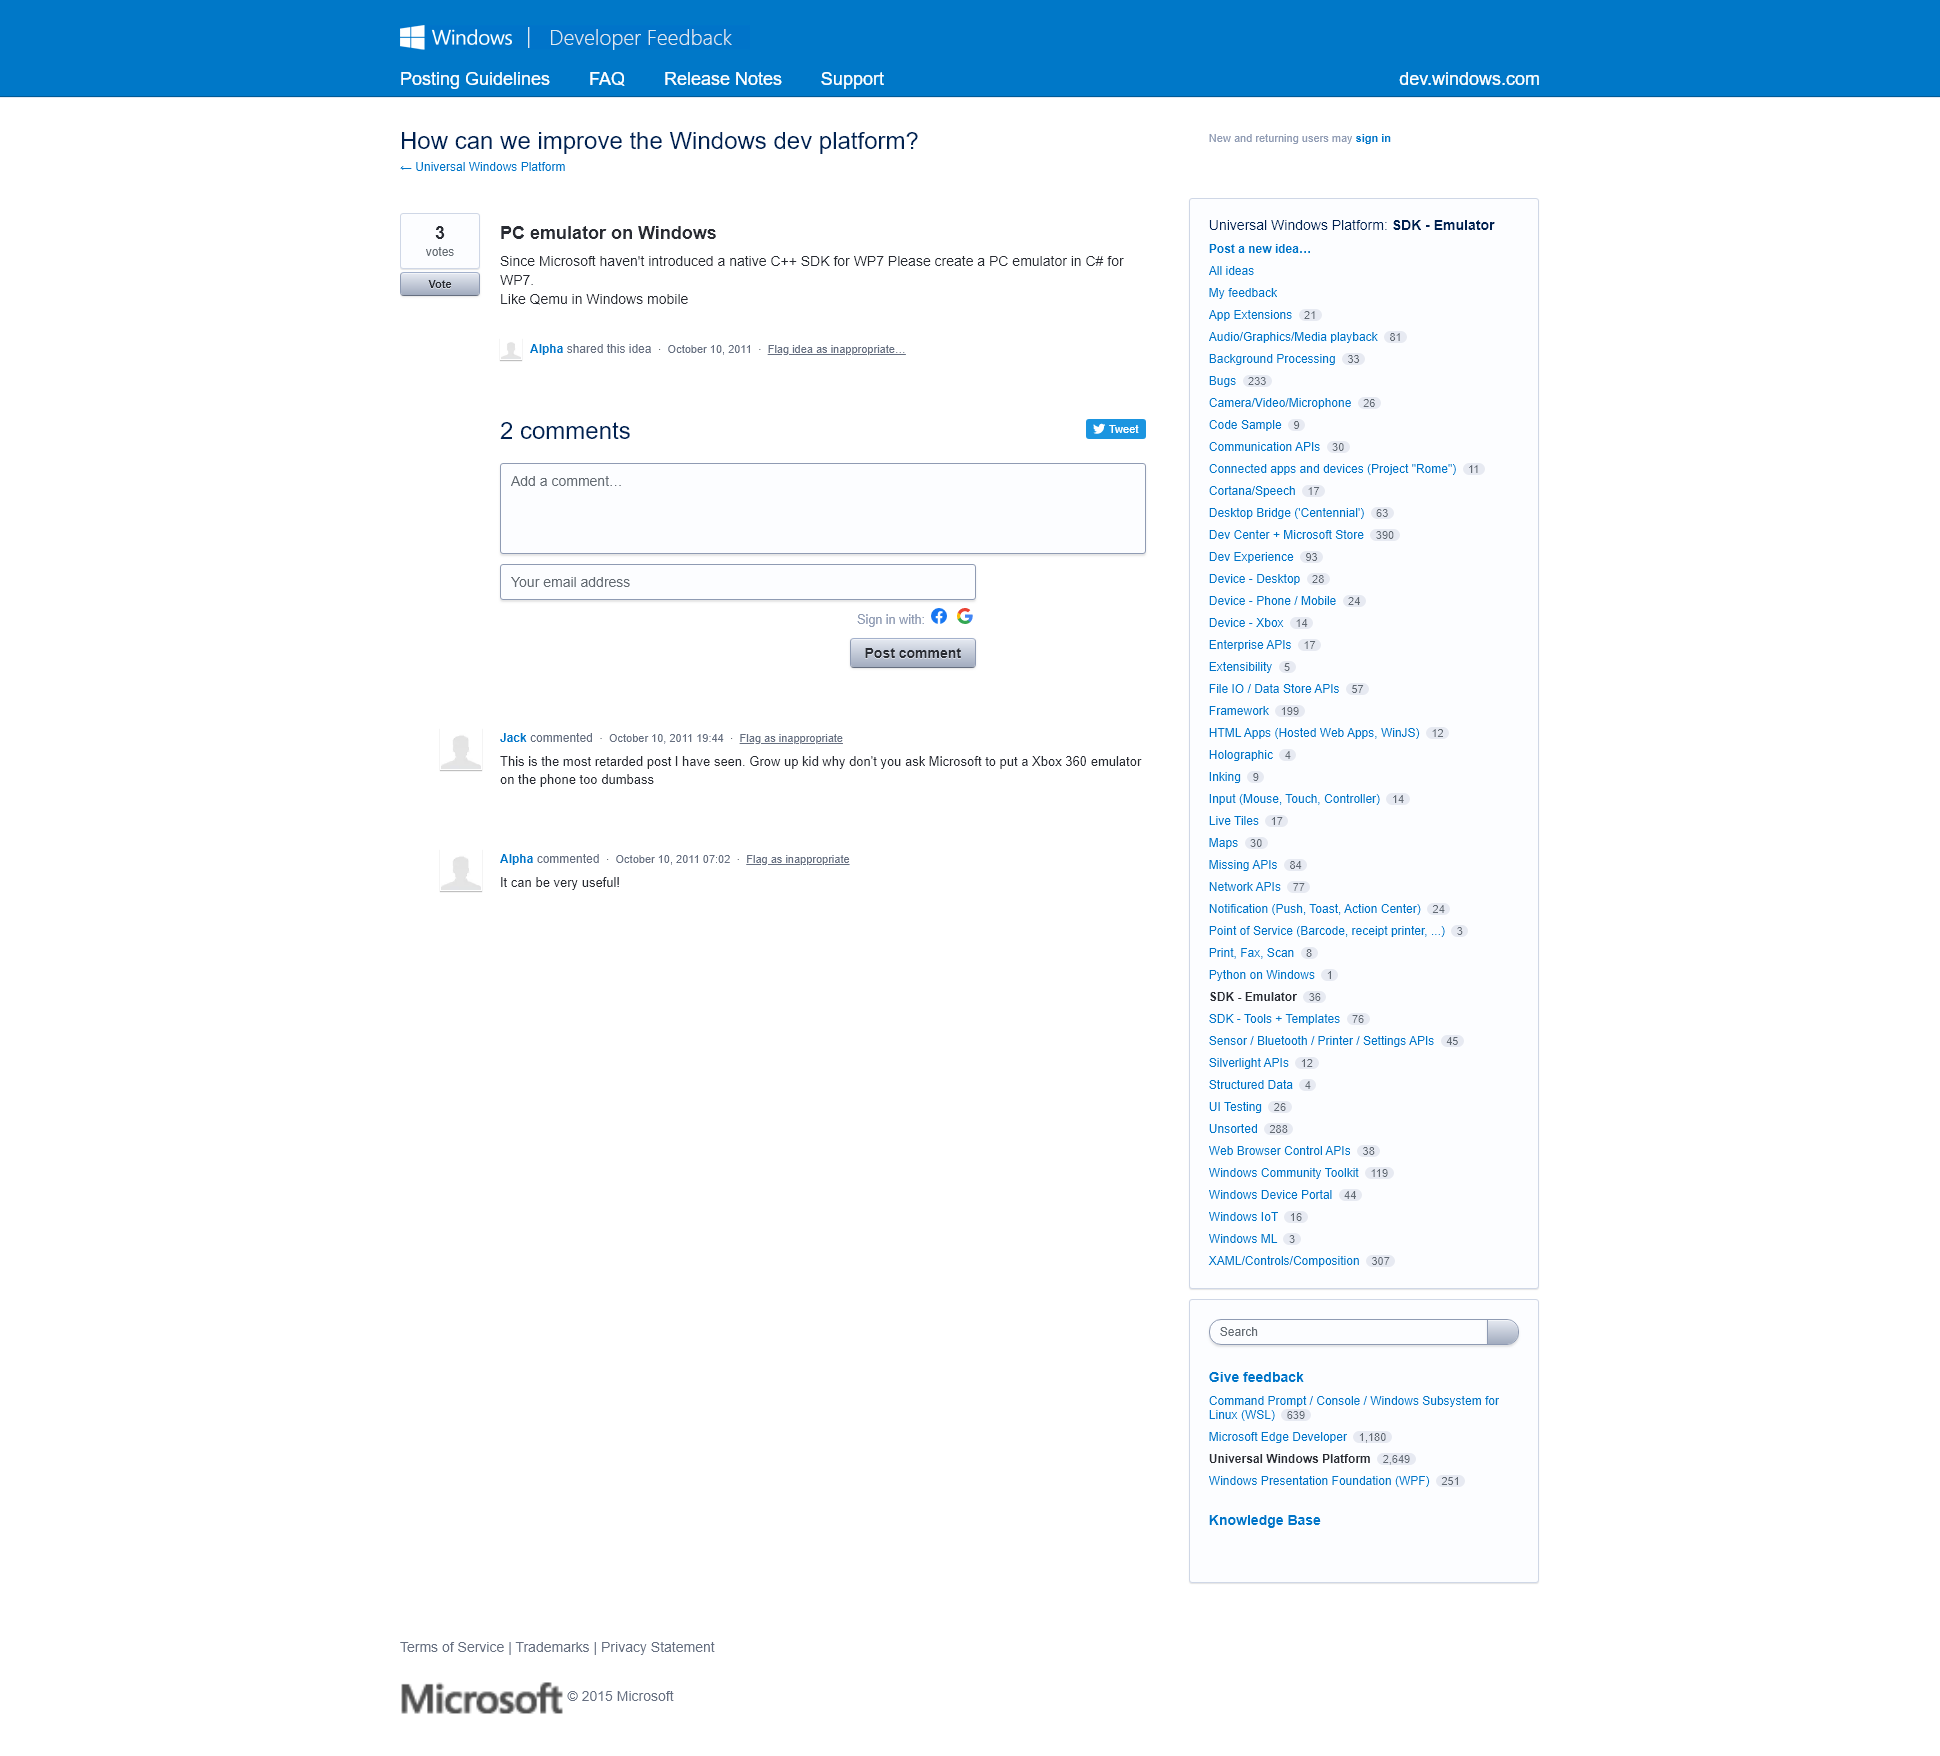 Windows | Developer Feedback
Posting Guidelines FAQ Release Notes Support dev.windows.com
How can we improve the Windows dev platform?
New and returning users may sign in
← Universal Windows Platform
3
votes
Vote
PC emulator on Windows
Since Microsoft haven't introduced a native C++ SDK for WP7 Please create a PC emulator in C# for
WP7.
Like Qemu in Windows mobile
Alpha shared this idea · October 10, 2011 · Flag idea as inappropriate…
2 comments
Tweet
Add a comment…
Your email address
Sign in with:
Post comment
Jack commented · October 10, 2011 19:44 · Flag as inappropriate
This is the most retarded post I have seen. Grow up kid why don't you ask Microsoft to put a Xbox 360 emulator
on the phone too dumbass
Alpha commented · October 10, 2011 07:02 · Flag as inappropriate
It can be very useful!
Universal Windows Platform: SDK - Emulator
Post a new idea…
All ideas
My feedback
App Extensions 21
Audio/Graphics/Media playback 81
Background Processing 33
Bugs 233
Camera/Video/Microphone 26
Code Sample 9
Communication APIs 30
Connected apps and devices (Project "Rome") 11
Cortana/Speech 17
Desktop Bridge ('Centennial') 63
Dev Center + Microsoft Store 390
Dev Experience 93
Device - Desktop 28
Device - Phone / Mobile 24
Device - Xbox 14
Enterprise APIs 17
Extensibility 5
File IO / Data Store APIs 57
Framework 199
HTML Apps (Hosted Web Apps, WinJS) 12
Holographic 4
Inking 9
Input (Mouse, Touch, Controller) 14
Live Tiles 17
Maps 30
Missing APIs 84
Network APIs 77
Notification (Push, Toast, Action Center) 24
Point of Service (Barcode, receipt printer, ...) 3
Print, Fax, Scan 8
Python on Windows 1
SDK - Emulator 36
SDK - Tools + Templates 76
Sensor / Bluetooth / Printer / Settings APIs 45
Silverlight APIs 12
Structured Data 4
UI Testing 26
Unsorted 288
Web Browser Control APIs 38
Windows Community Toolkit 119
Windows Device Portal 44
Windows IoT 16
Windows ML 3
XAML/Controls/Composition 307
Search
Give feedback
Command Prompt / Console / Windows Subsystem for
Linux (WSL) 639
Microsoft Edge Developer 1,180
Universal Windows Platform 2,649
Windows Presentation Foundation (WPF) 251
Knowledge Base
Terms of Service | Trademarks | Privacy Statement
Microsoft © 2015 Microsoft